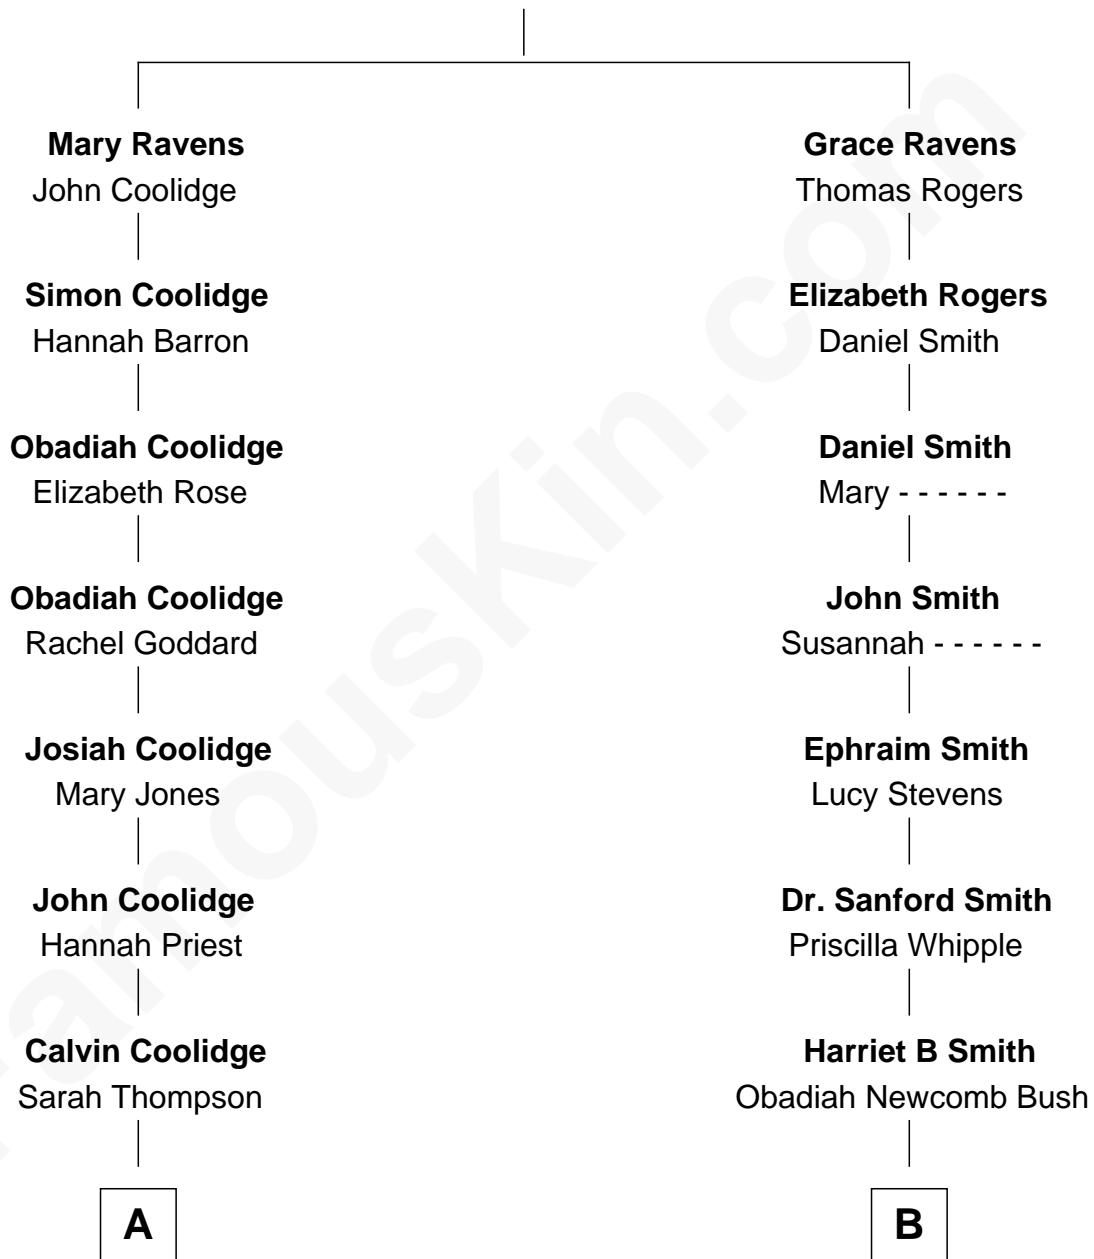 Mary Ravens
John Coolidge
Simon Coolidge
Hannah Barron
Obadiah Coolidge
Elizabeth Rose
Obadiah Coolidge
Rachel Goddard
Josiah Coolidge
Mary Jones
John Coolidge
Hannah Priest
Calvin Coolidge
Sarah Thompson
A
Grace Ravens
Thomas Rogers
Elizabeth Rogers
Daniel Smith
Daniel Smith
Mary - - - - - -
John Smith
Susannah - - - - - -
Ephraim Smith
Lucy Stevens
Dr. Sanford Smith
Priscilla Whipple
Harriet B Smith
Obadiah Newcomb Bush
B
FamousKin.com